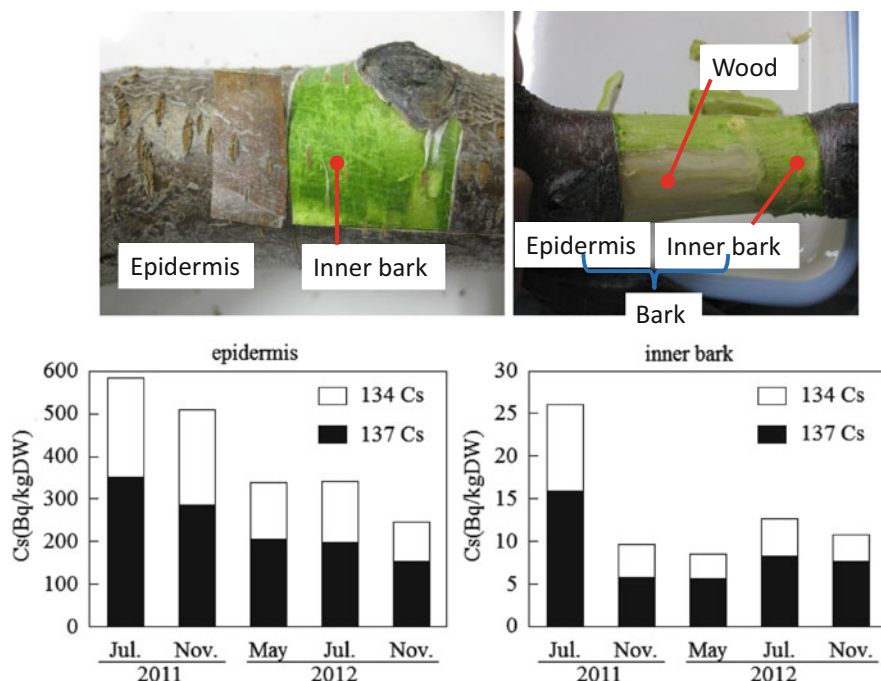 Wood
Epidermis
Inner bark
Epidermis
Inner bark
Bark
epidermis
600
500
400
300
200
100
0
Cs(Bq/kgDW)
134 Cs
137 Cs
Jul. Nov. May Jul. Nov.
2011 2012
inner bark
30
25
20
15
10
5
0
Cs(Bq/kgDW)
134 Cs
137 Cs
Jul. Nov. May Jul. Nov.
2011 2012